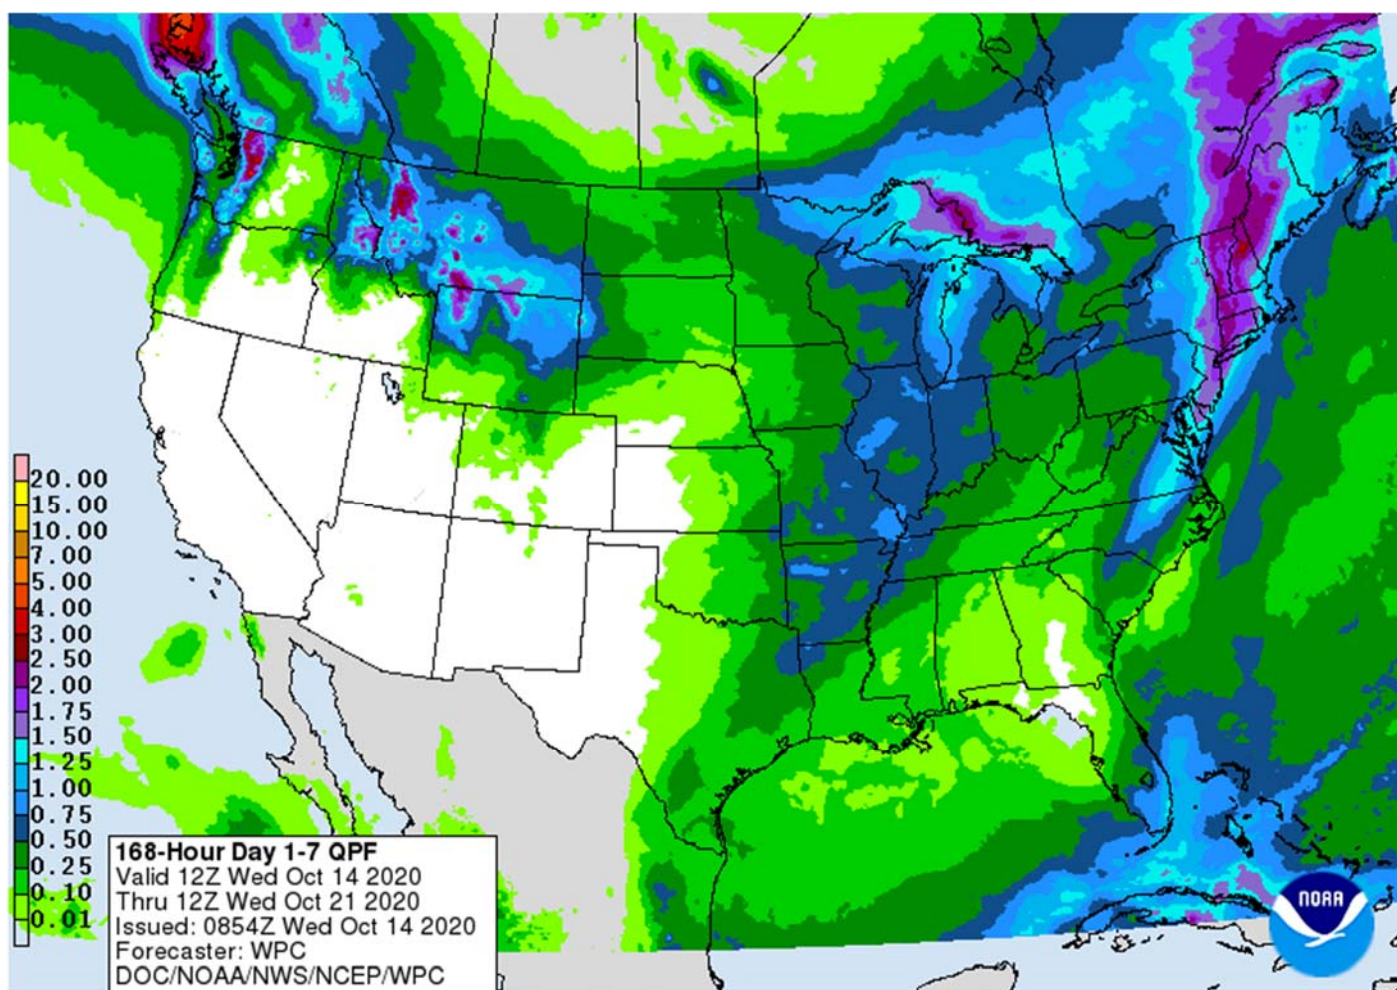 20.00
15.00
10.00
7.00
5.00
4.00
3.00
2.50
2.00
1.75
1.50
1.25
1.00
0.75
0.50
0.25
0.10
0.01
168-Hour Day 1-7 QPF
Valid 12Z Wed Oct 14 2020
Thru 12Z Wed Oct 21 2020
Issued: 0854Z Wed Oct 14 2020
Forecaster: WPC
DOC/NOAA/NWS/NCEP/WPC
NOAA